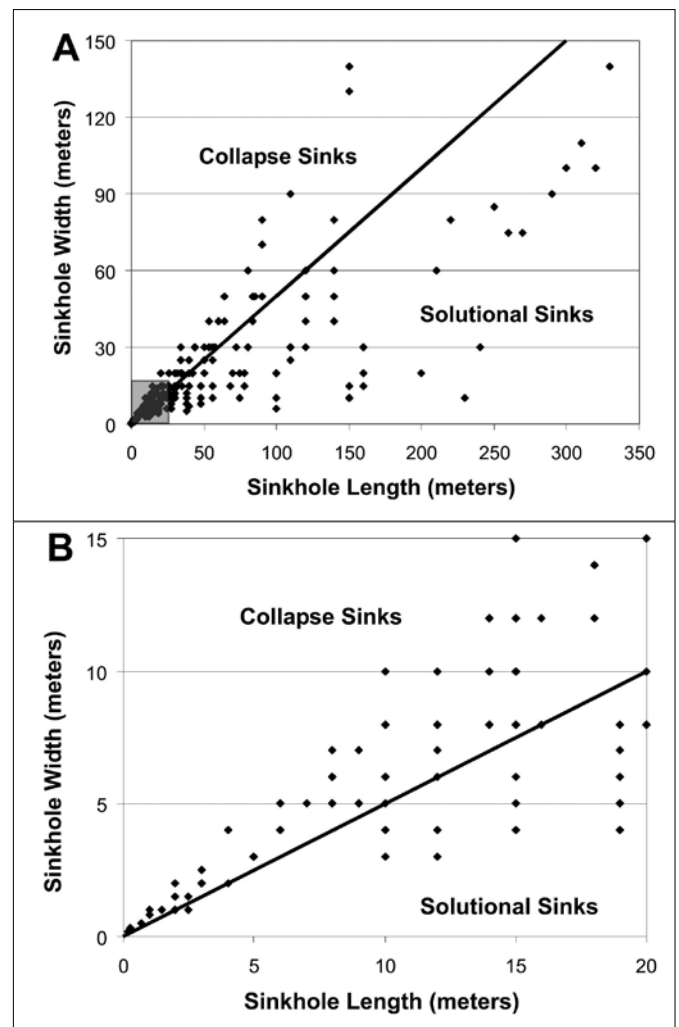 A
150
120
90
60
30
0
Sinkhole Width (meters)
Collapse Sinks
Solutional Sinks
0 50 100 150 200 250 300 350
Sinkhole Length (meters)
B
15
10
5
0
Sinkhole Width (meters)
Collapse Sinks
Solutional Sinks
0 5 10 15 20
Sinkhole Length (meters)